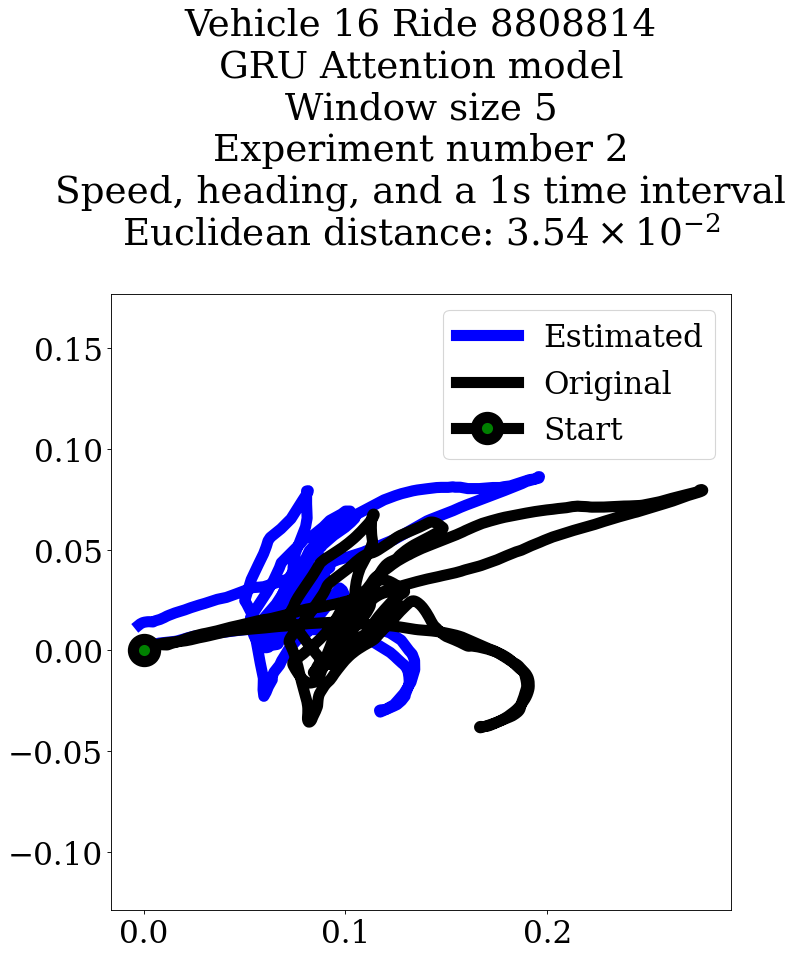 Vehicle 16 Ride 8808814
GRU Attention model
Window size 5
Experiment number 2
Speed, heading, and a 1s time interval
Euclidean distance: 3.54 × 10⁻²
Estimated
Original
Start
0.15
0.10
0.05
0.00
−0.05
−0.10
0.0
0.1
0.2